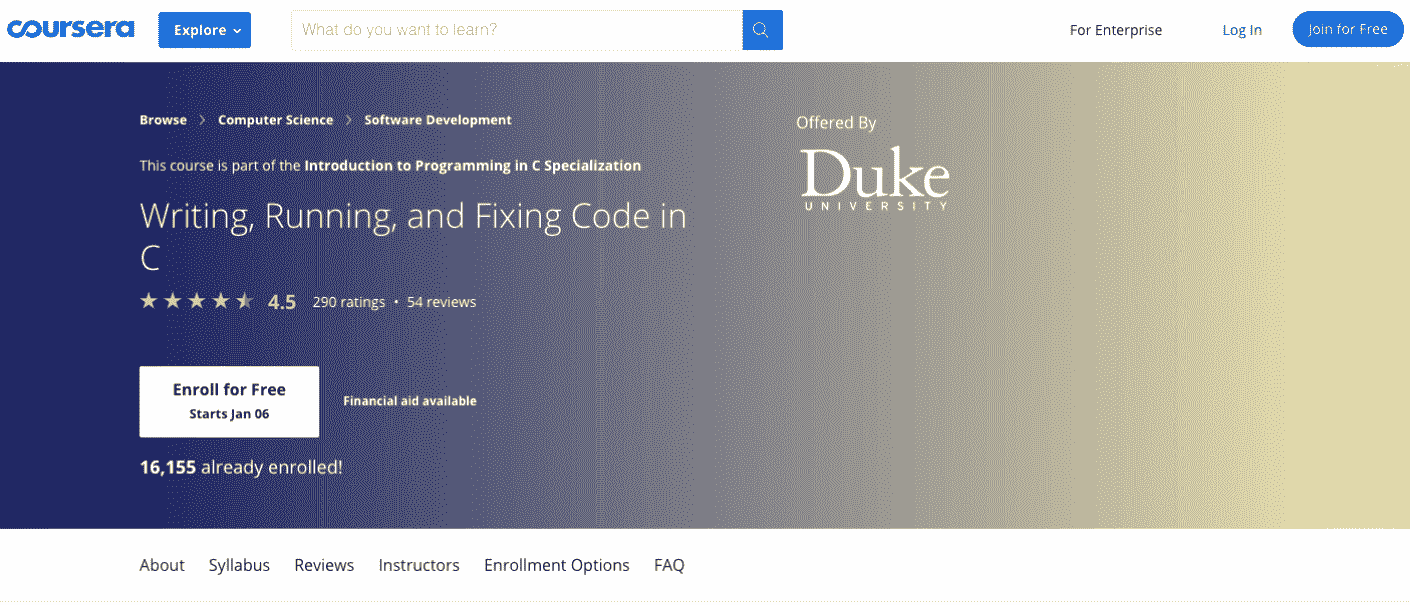 coursera Explore What do you want to learn? For Enterprise Log In Join for Free
Browse > Computer Science > Software Development
Offered By
This course is part of the Introduction to Programming in C Specialization
Duke
UNIVERSITY
Writing, Running, and Fixing Code in
C
4.5 290 ratings • 54 reviews
Enroll for Free
Starts Jan 06
Financial aid available
16,155 already enrolled!
About Syllabus Reviews Instructors Enrollment Options FAQ